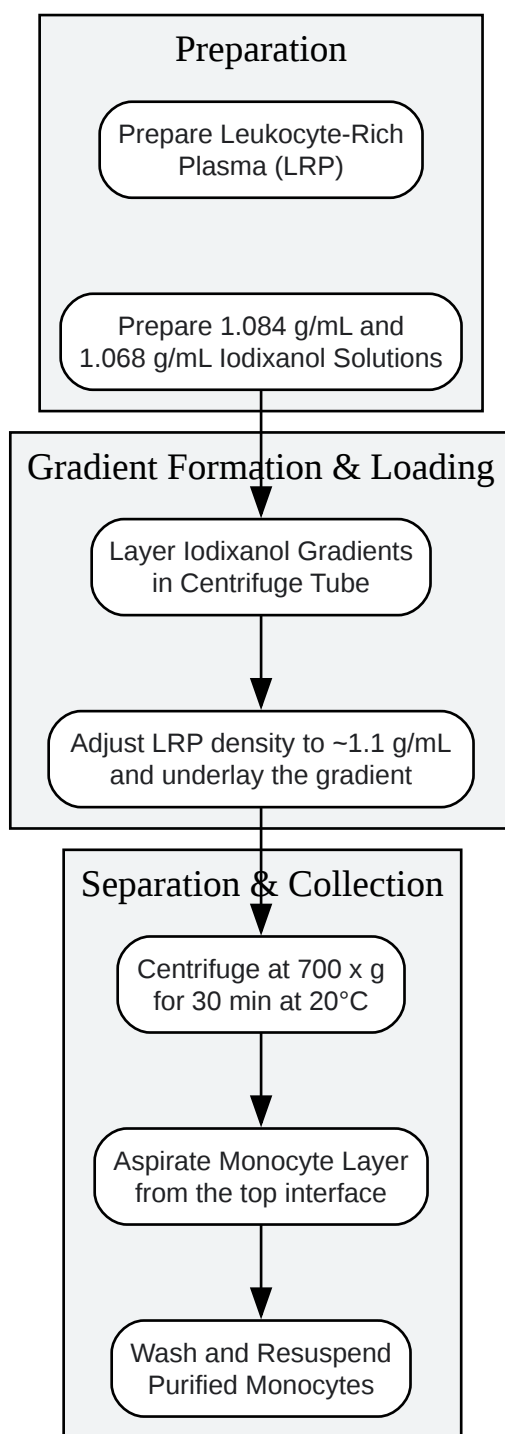 Preparation
Prepare Leukocyte-Rich
Plasma (LRP)
Prepare 1.084 g/mL and
1.068 g/mL Iodixanol Solutions
Gradient Formation & Loading
Layer Iodixanol Gradients
in Centrifuge Tube
Adjust LRP density to ~1.1 g/mL
and underlay the gradient
Separation & Collection
Centrifuge at 700 x g
for 30 min at 20°C
Aspirate Monocyte Layer
from the top interface
Wash and Resuspend
Purified Monocytes